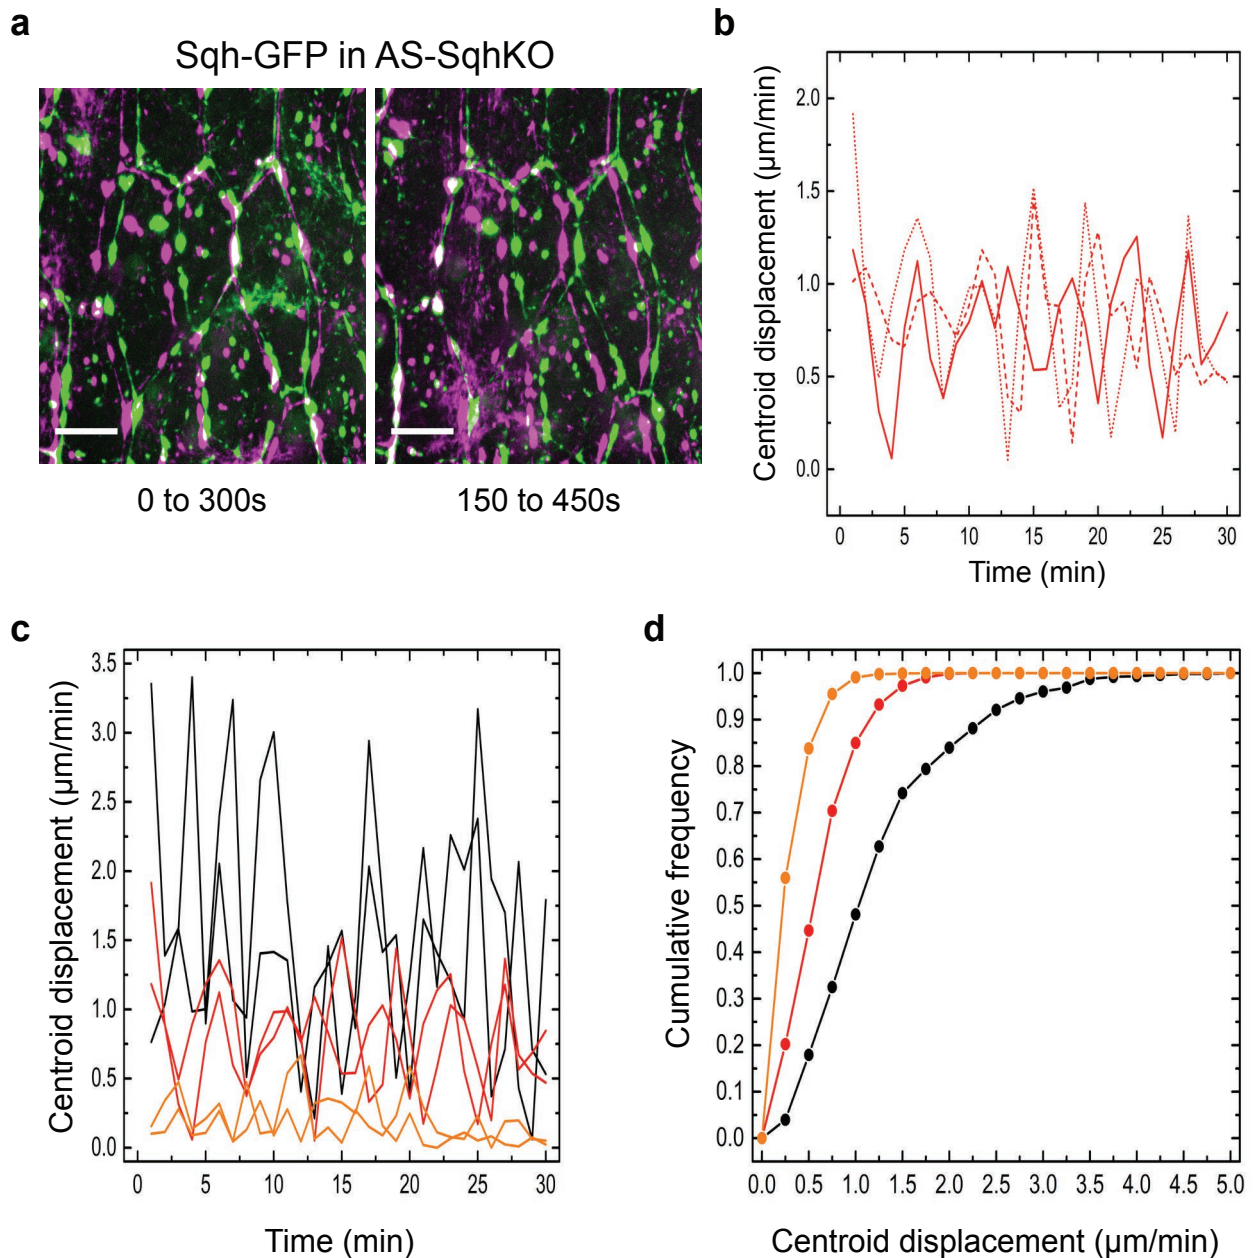 a
Sqh-GFP in AS-SqhKO
0 to 300s
150 to 450s
b
Centroid displacement (μm/min)
2.0
1.5
1.0
0.5
0.0
0 5 10 15 20 25 30
Time (min)
c
Centroid displacement (μm/min)
3.5
3.0
2.5
2.0
1.5
1.0
0.5
0.0
0 5 10 15 20 25 30
Time (min)
d
Cumulative frequency
1.0
0.9
0.8
0.7
0.6
0.5
0.4
0.3
0.2
0.1
0.0
0.0 0.5 1.0 1.5 2.0 2.5 3.0 3.5 4.0 4.5 5.0
Centroid displacement (μm/min)